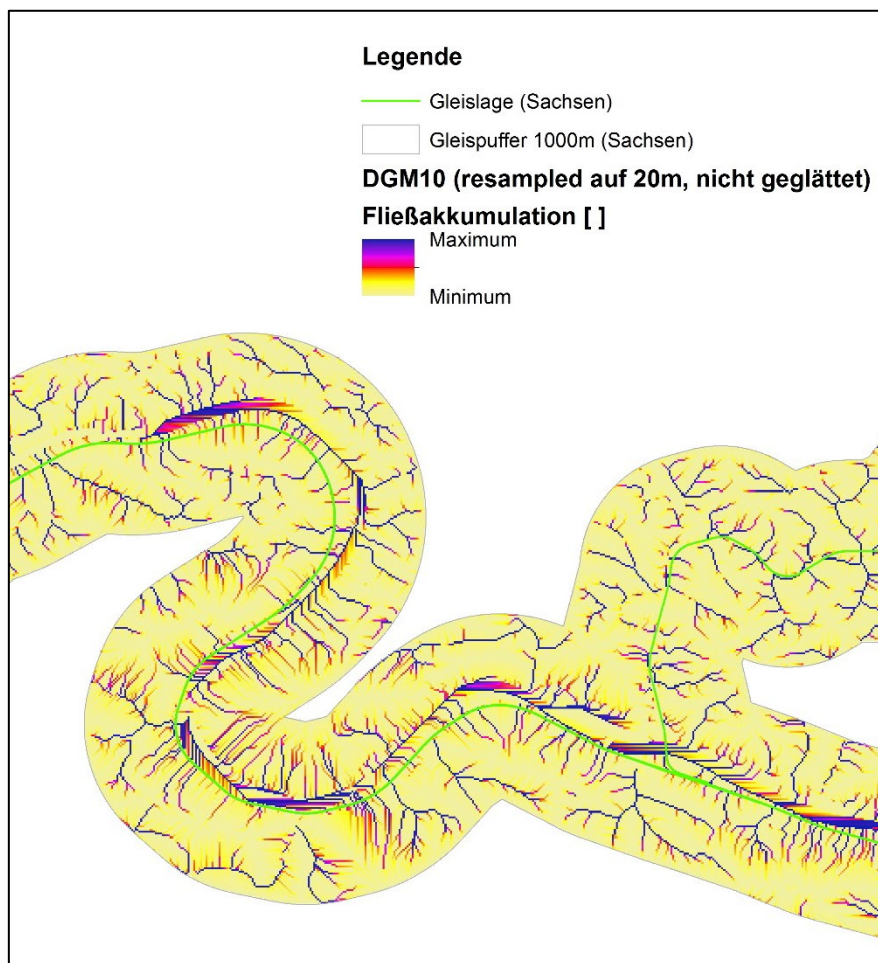 Legende
Gleislage (Sachsen)
Gleispuffer 1000m (Sachsen)
DGM10 (resampled auf 20m, nicht geglättet)
Fließakkumulation [ ]
Maximum
Minimum